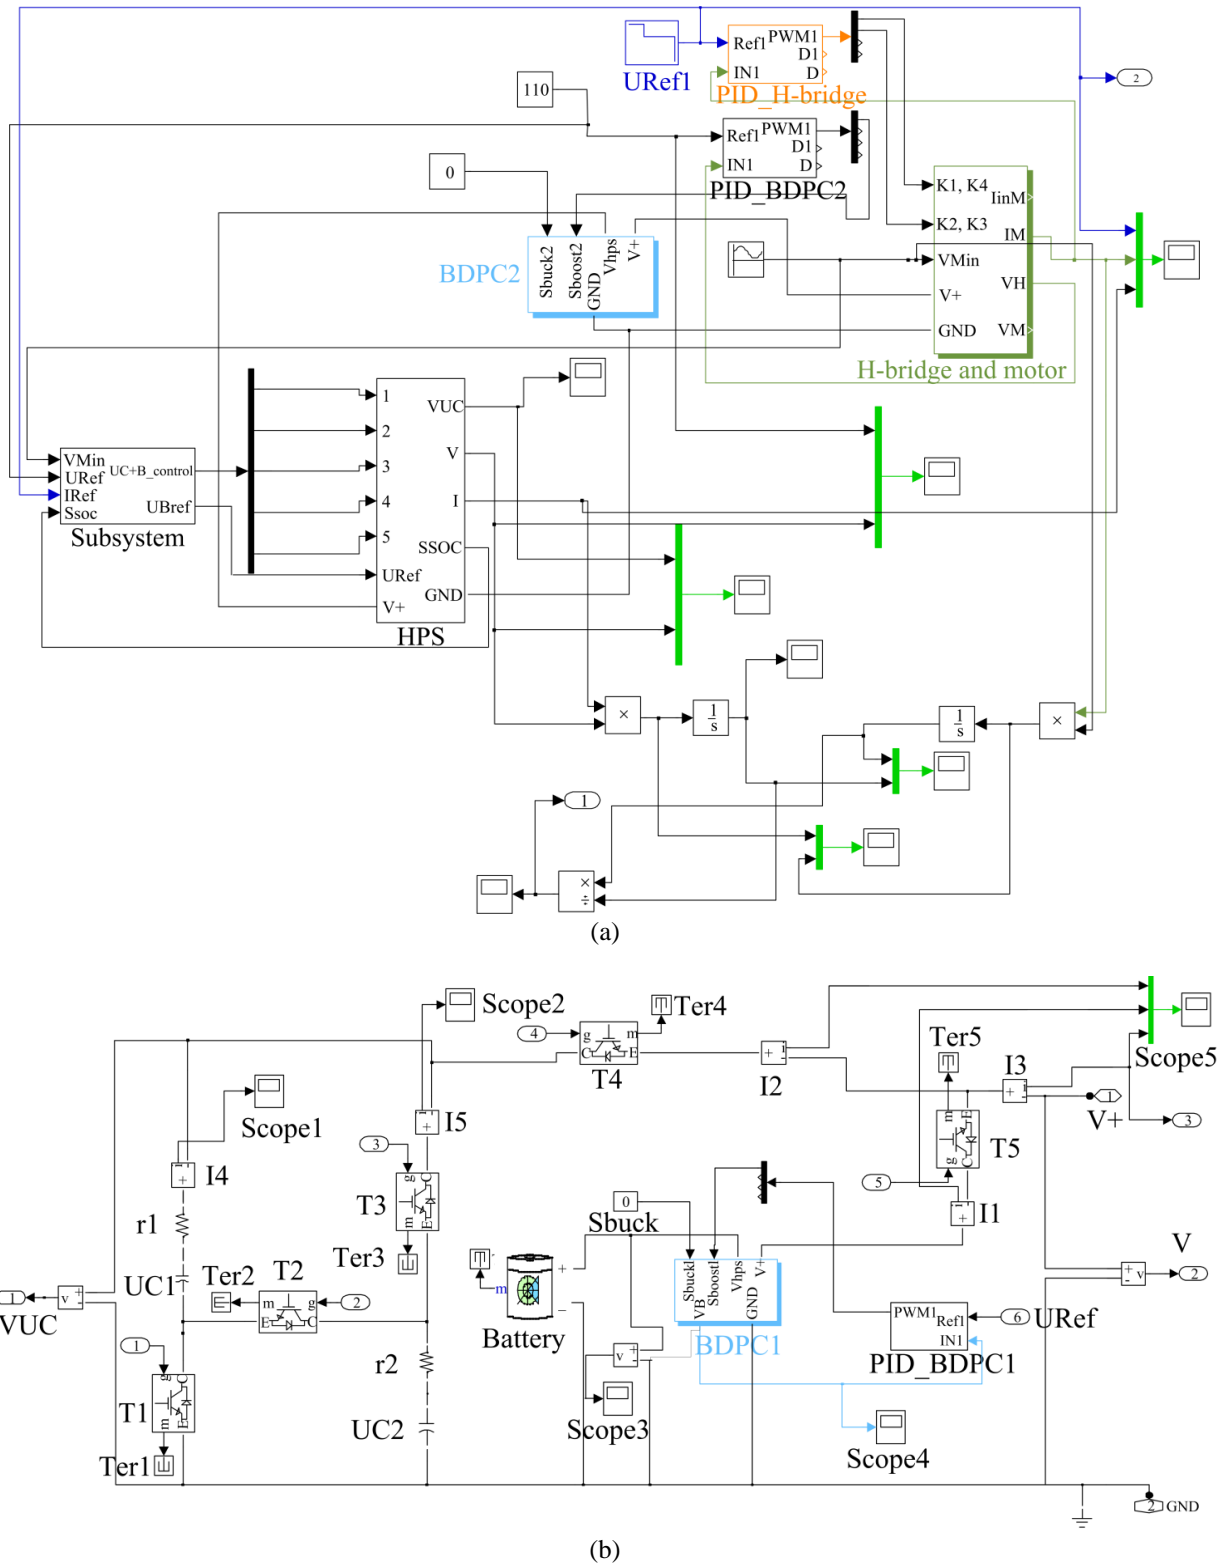 URef1
Ref1
PWM1
D1
IN1
D
PID_H-bridge
2
110
Ref1
PWM1
D1
IN1
D
PID_BDPC2
0
K1, K4
IinM
K2, K3
IM
VMin
VH
V+
GND
VM
H-bridge and motor
BDPC2
Sbuck2
Sboost2
GND
Vhps
V+
1
2
3
4
5
URef
V+
VUC
V
I
SSOC
GND
HPS
VMin
URef
IRef
Ssoc
UC+B_control
UBref
Subsystem
×
1
s
1
s
×
1
×
÷
(a)
Scope2
4
g
m
C
E
T4
Ter4
I2
Ter5
I3
Scope5
V+
1
3
Scope1
I4
r1
UC1
I5
3
g
C
m
E
T3
Ter3
m
E
g
C
T5
5
I1
0
Sbuck
Ter2
T2
m
g
E
C
2
1
VUC
v
r2
UC2
1
g
C
m
E
T1
Ter1
m
Battery
Sbuck1
VB
Sboost1
Vhps
GND
V+
BDPC1
PWM1
Ref1
IN1
PID_BDPC1
6
URef
V
v
2
v
Scope3
Scope4
2
GND
(b)